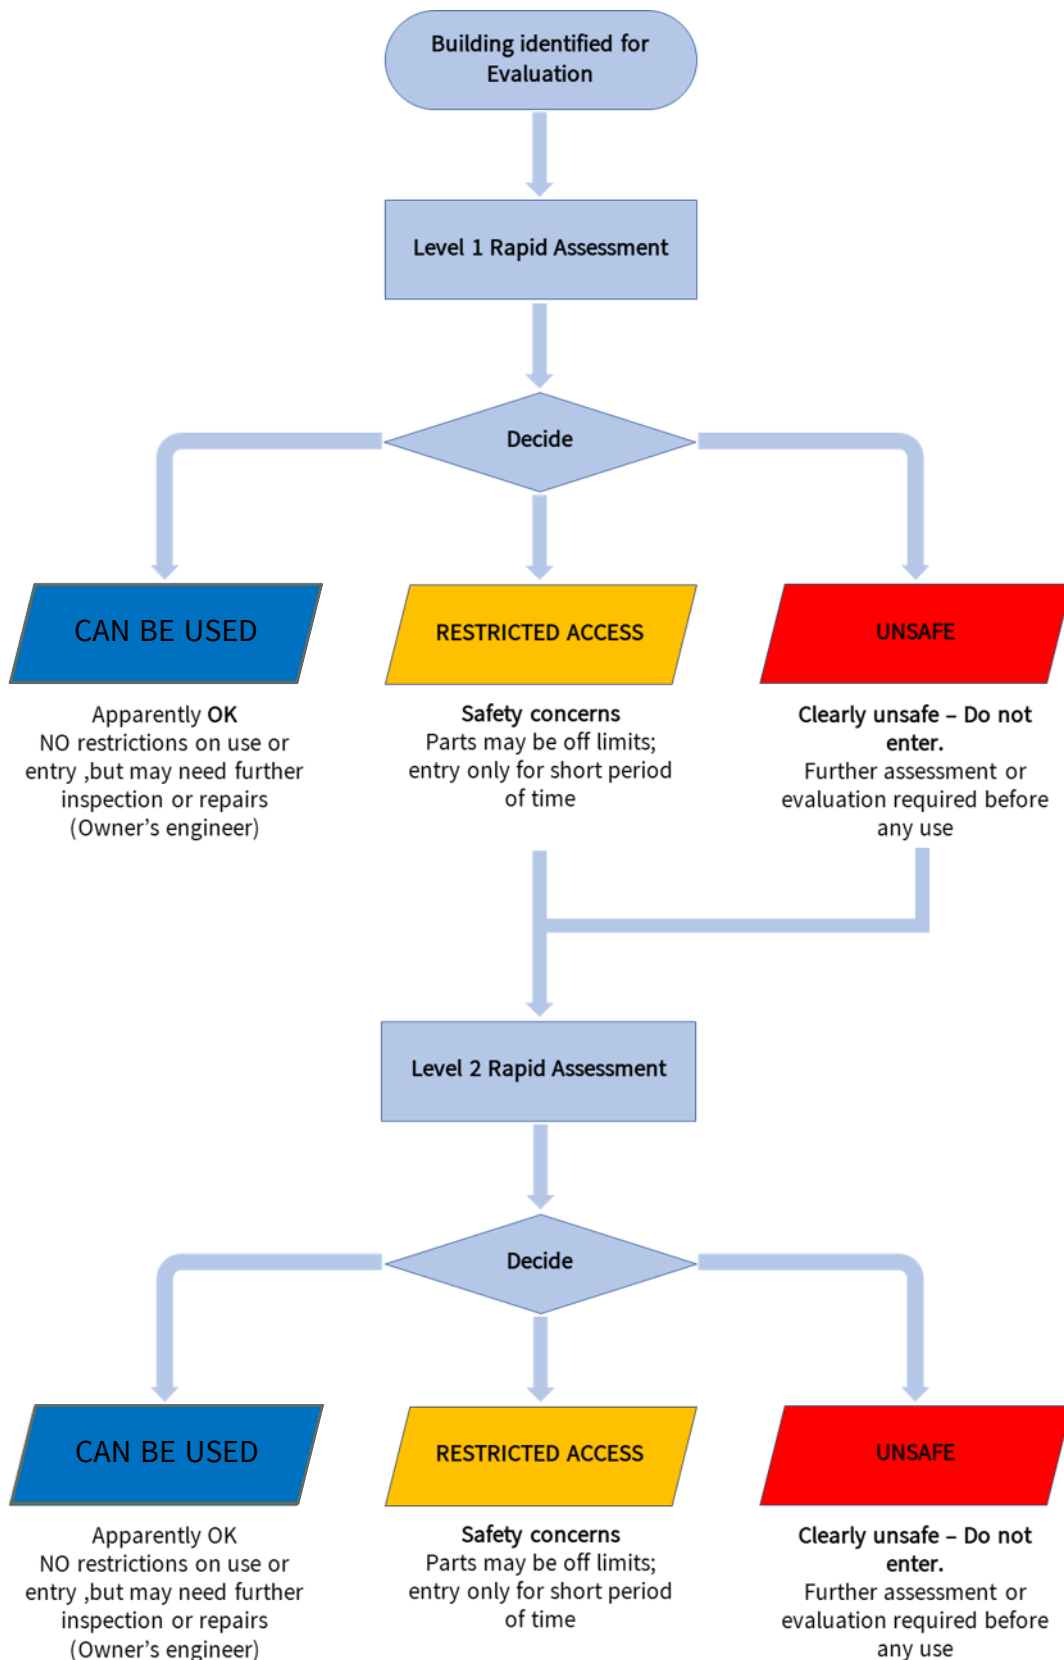 Building identified for
Evaluation
Level 1 Rapid Assessment
Decide
CAN BE USED
RESTRICTED ACCESS
UNSAFE
Apparently OK
NO restrictions on use or
entry ,but may need further
inspection or repairs
(Owner’s engineer)
Safety concerns
Parts may be off limits;
entry only for short period
of time
Clearly unsafe – Do not
enter.
Further assessment or
evaluation required before
any use
Level 2 Rapid Assessment
Decide
CAN BE USED
RESTRICTED ACCESS
UNSAFE
Apparently OK
NO restrictions on use or
entry ,but may need further
inspection or repairs
(Owner’s engineer)
Safety concerns
Parts may be off limits;
entry only for short period
of time
Clearly unsafe – Do not
enter.
Further assessment or
evaluation required before
any use